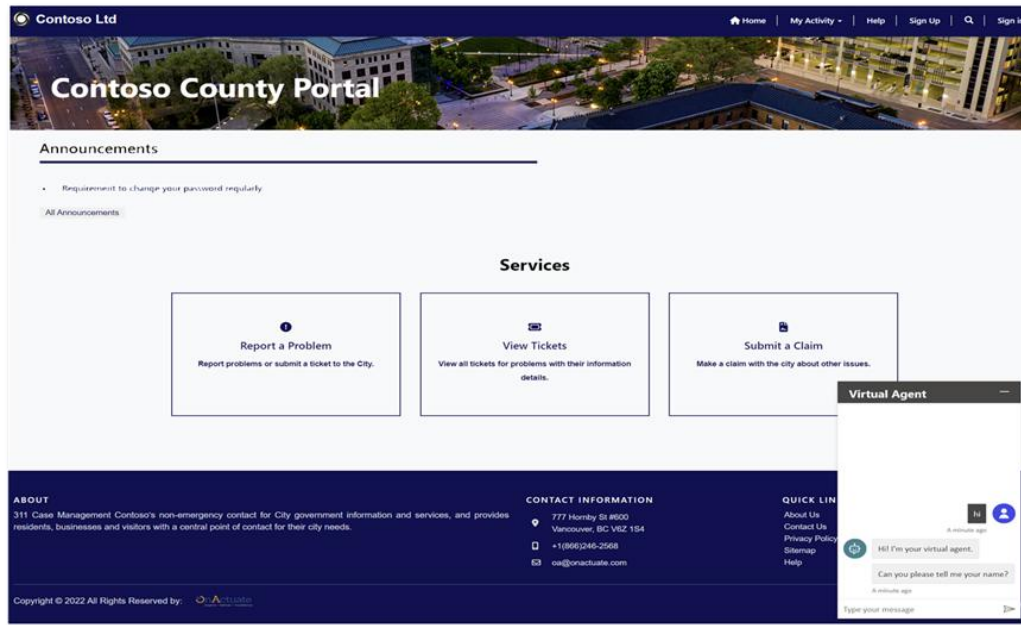 Contoso Ltd
Home | My Activity | Help | Sign Up | | Sign in
Contoso County Portal
Announcements
Requirement to change your password regularly
All Announcements
Services
Report a Problem
Report problems or submit a ticket to the City.
View Tickets
View all tickets for problems with their information
details.
Submit a Claim
Make a claim with the city about other issues.
Virtual Agent
hi
A minute ago
Hi! I'm your virtual agent.
Can you please tell me your name?
A minute ago
Type your message
ABOUT
311 Case Management Contoso's non-emergency contact for City government information and services, and provides
residents, businesses and visitors with a central point of contact for their city needs.
CONTACT INFORMATION
777 Hornby St #600
Vancouver, BC V6Z 1S4
+1(866)246-2568
oa@onactuate.com
QUICK LIN
About Us
Contact Us
Privacy Policy
Sitemap
Help
Copyright © 2022 All Rights Reserved by: OnActuate